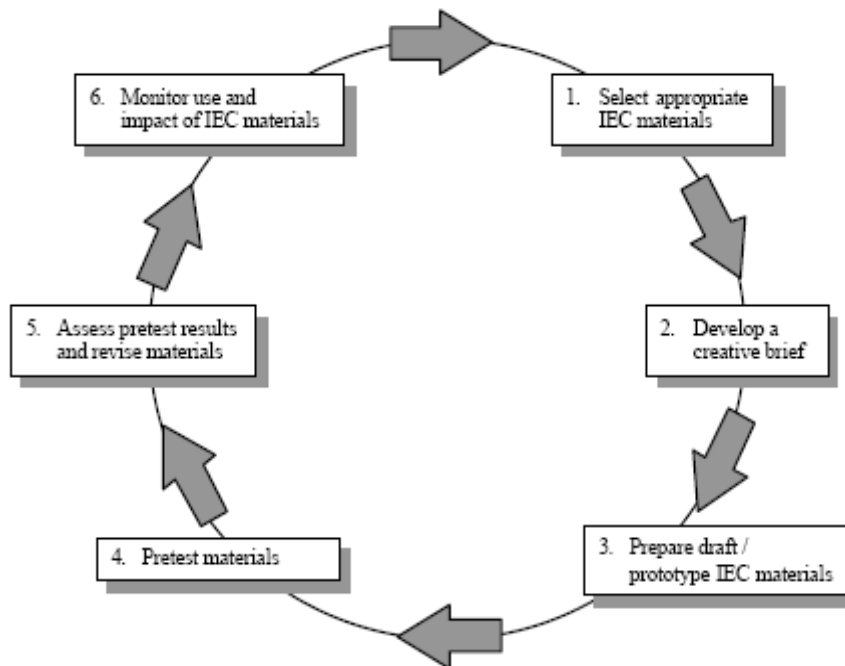 1. Select appropriate
IEC materials
2. Develop a
creative brief
3. Prepare draft /
prototype IEC materials
4. Pretest materials
5. Assess pretest results
and revise materials
6. Monitor use and
impact of IEC materials